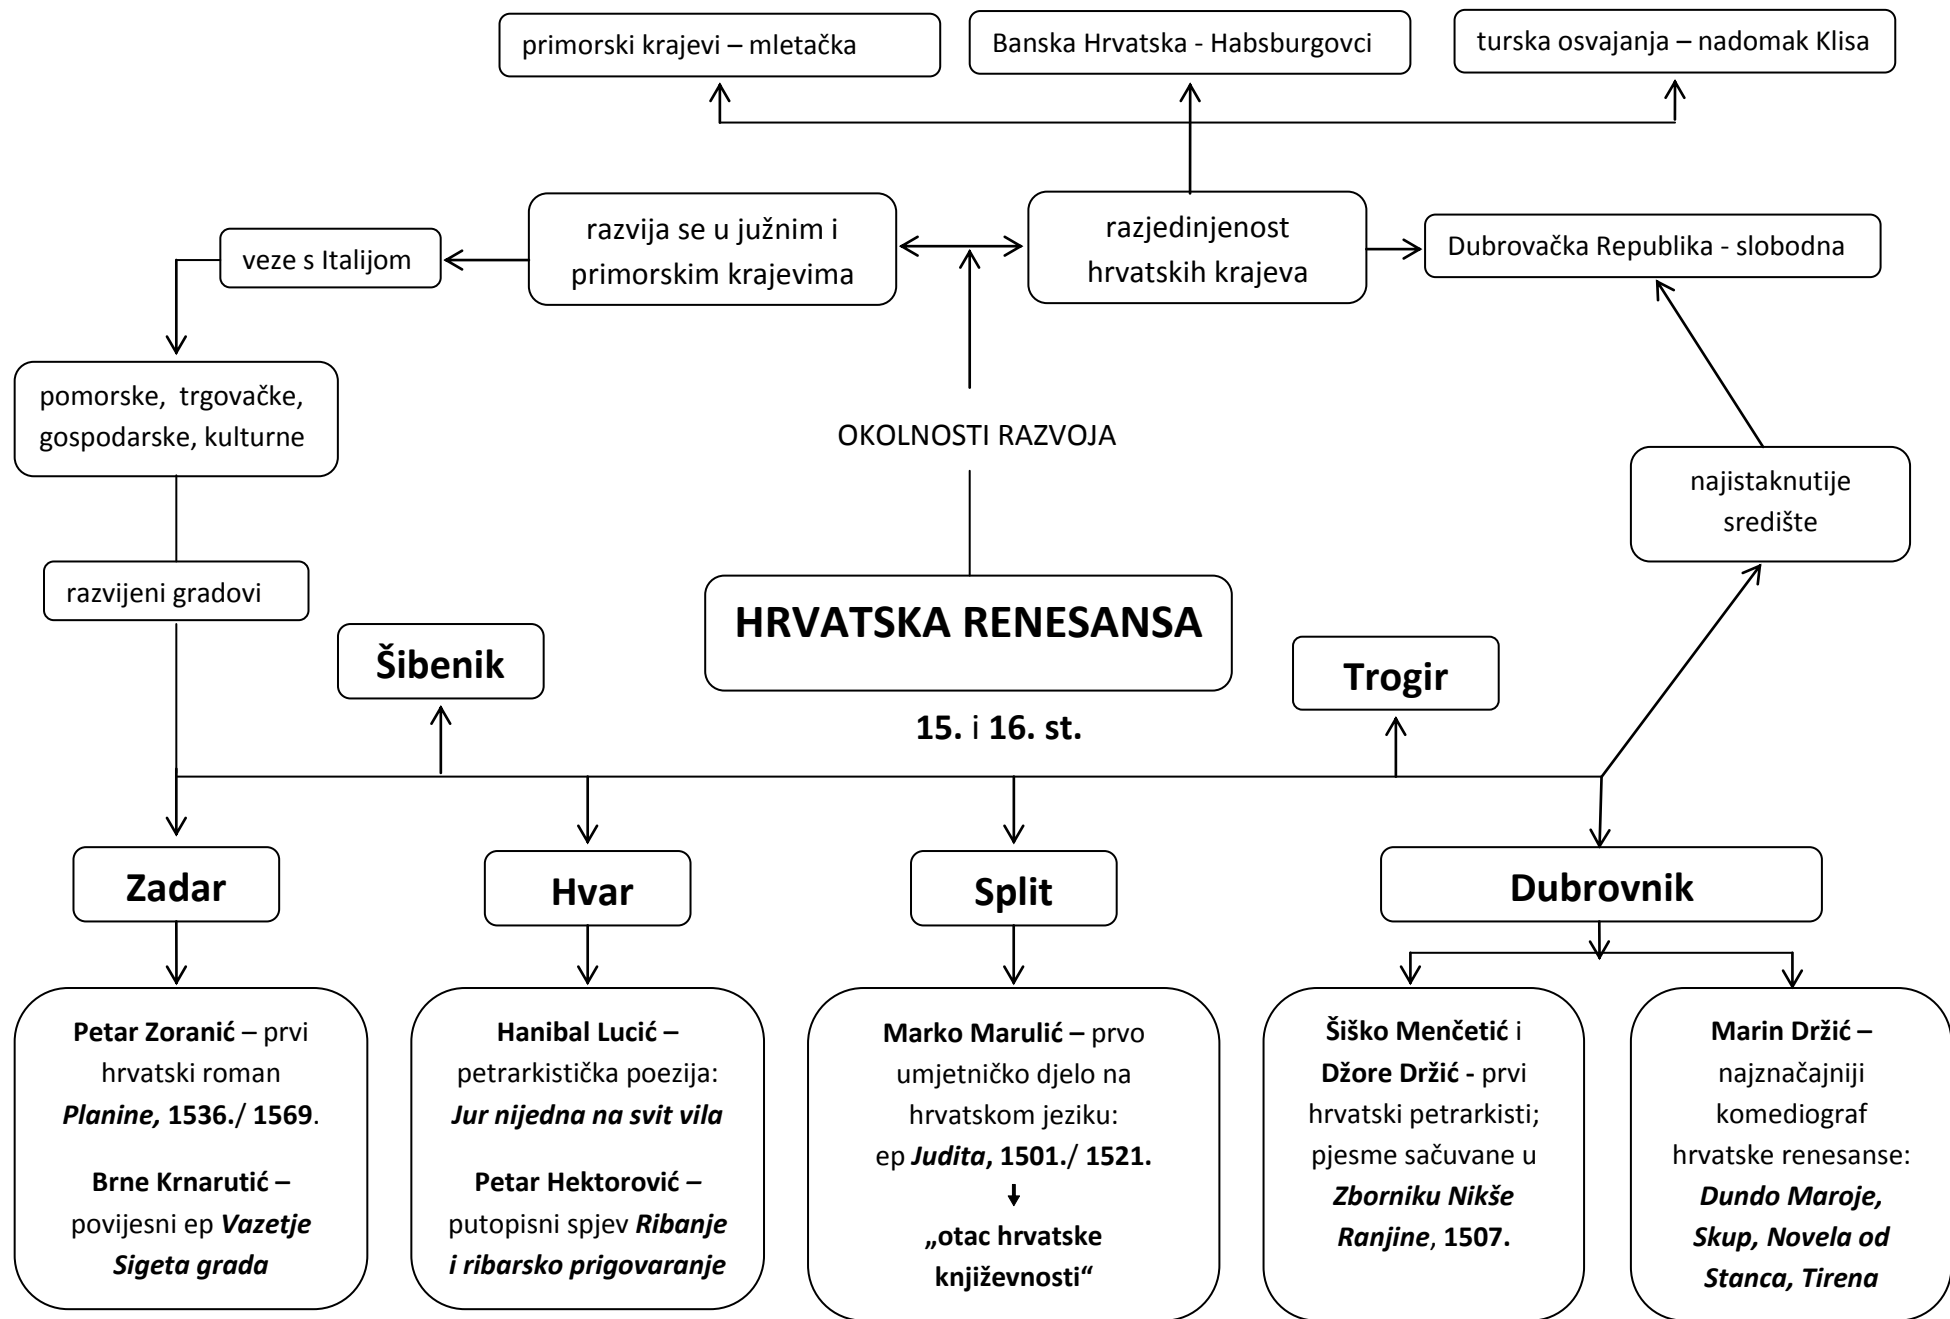 primorski krajevi – mletačka
Banska Hrvatska - Habsburgovci
turska osvajanja – nadomak Klisa
veze s Italijom
razvija se u južnim i
primorskim krajevima
razjedinjenost
hrvatskih krajeva
Dubrovačka Republika - slobodna
pomorske, trgovačke,
gospodarske, kulturne
OKOLNOSTI RAZVOJA
najistaknutije
središte
razvijeni gradovi
HRVATSKA RENESANSA
15. i 16. st.
Šibenik
Trogir
Zadar
Hvar
Split
Dubrovnik
Petar Zoranić – prvi
hrvatski roman
Planine, 1536./ 1569.
Brne Krnarutić –
povijesni ep Vazetje
Sigeta grada
Hanibal Lucić –
petrarkistička poezija:
Jur nijedna na svit vila
Petar Hektorović –
putopisni spjev Ribanje
i ribarsko prigovaranje
Marko Marulić – prvo
umjetničko djelo na
hrvatskom jeziku:
ep Judita, 1501./ 1521.
„otac hrvatske
književnosti“
Šiško Menčetić i
Džore Držić - prvi
hrvatski petrarkisti;
pjesme sačuvane u
Zborniku Nikše
Ranjine, 1507.
Marin Držić –
najznačajniji
komediograf
hrvatske renesanse:
Dundo Maroje,
Skup, Novela od
Stanca, Tirena